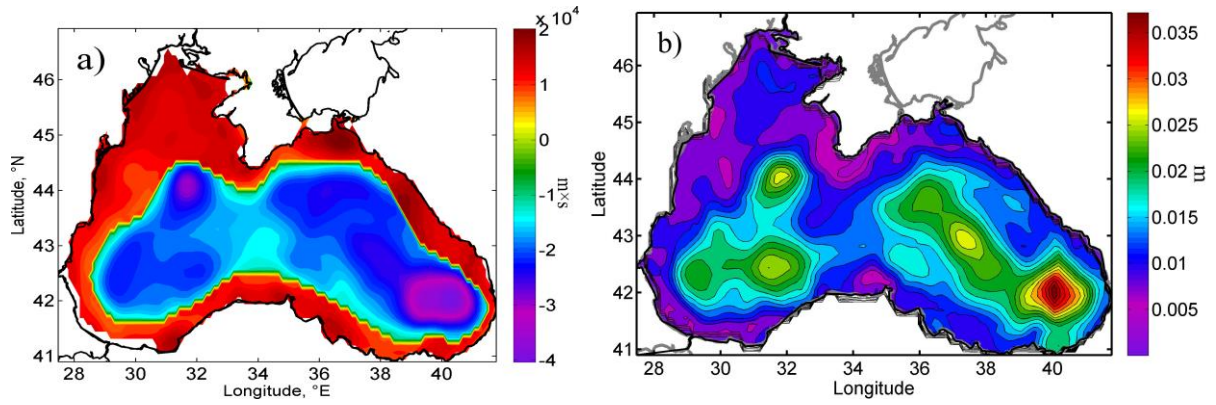 a)
x 10⁴
46
45
44
43
42
41
28 30 32 34 36 38 40
Latitude, °N
Longitude, °E
2
1
0
-1
-2
-3
-4
m×s
b)
46
45
44
43
42
41
28 30 32 34 36 38 40
Latitude
Longitude
0.035
0.03
0.025
0.02
0.015
0.01
0.005
m